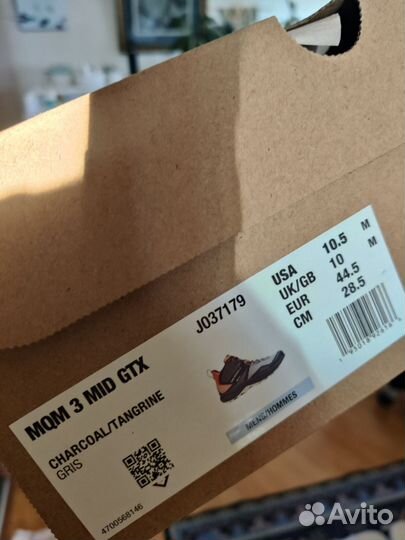 MQM 3 MID GTX
CHARCOAL/TANGRINE
GRIS
4700568146
J037179
MENS/HOMMES
USA 10.5 M
UK/GB 10 M
EUR 44.5
CM 28.5
Avito